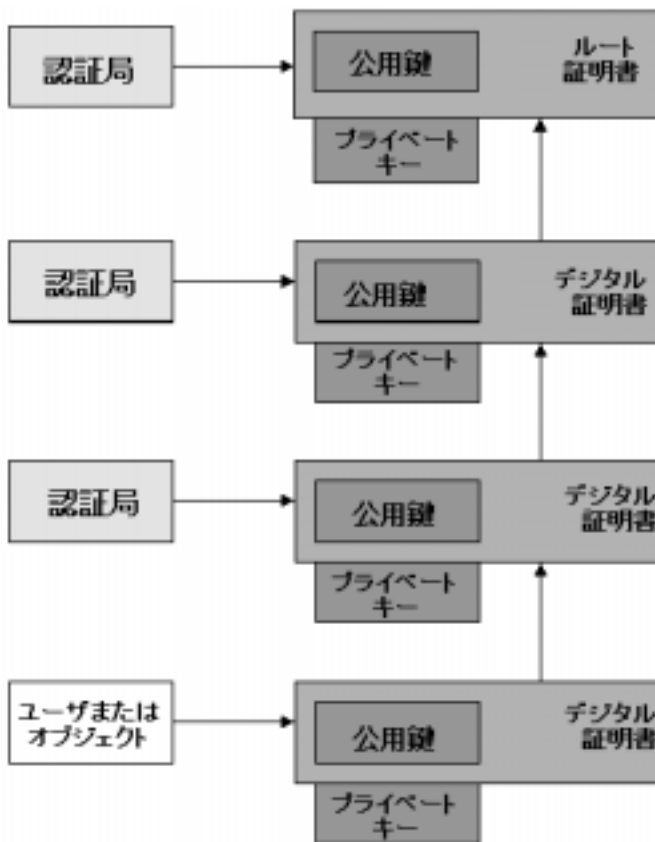 認証局
公用鍵
ルート
証明書
プライベート
キー
認証局
公用鍵
デジタル
証明書
プライベート
キー
認証局
公用鍵
デジタル
証明書
プライベート
キー
ユーザまたは
オブジェクト
公用鍵
デジタル
証明書
プライベート
キー